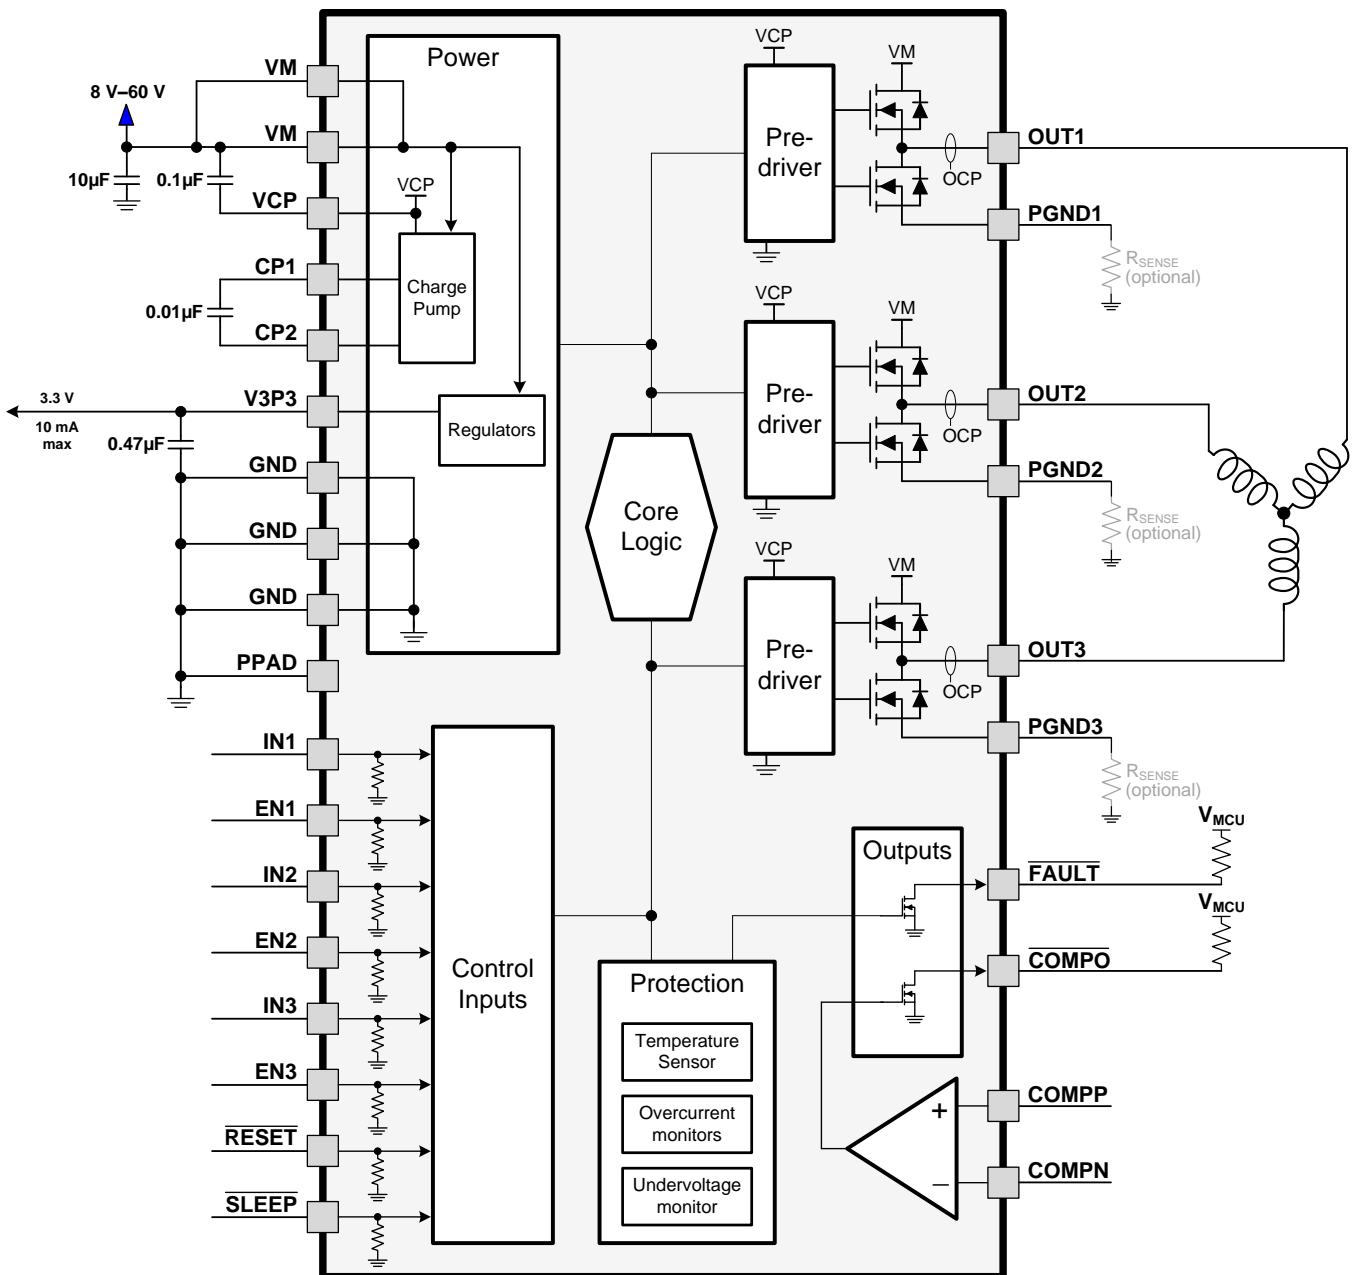 Power
VM
8 V–60 V
VM
10µF
0.1µF
VCP
VCP
CP1
Charge
Pump
0.01µF
CP2
3.3 V
V3P3
10 mA
max
0.47µF
Regulators
GND
GND
GND
PPAD
Core
Logic
VCP
VM
Pre-
driver
OCP
OUT1
PGND1
RSENSE
(optional)
VCP
VM
Pre-
driver
OCP
OUT2
PGND2
RSENSE
(optional)
VCP
VM
Pre-
driver
OCP
OUT3
PGND3
RSENSE
(optional)
IN1
EN1
IN2
EN2
IN3
EN3
RESET
SLEEP
Control
Inputs
Protection
Temperature
Sensor
Overcurrent
monitors
Undervoltage
monitor
Outputs
VMCU
FAULT
VMCU
COMPO
+
COMPP
–
COMPN